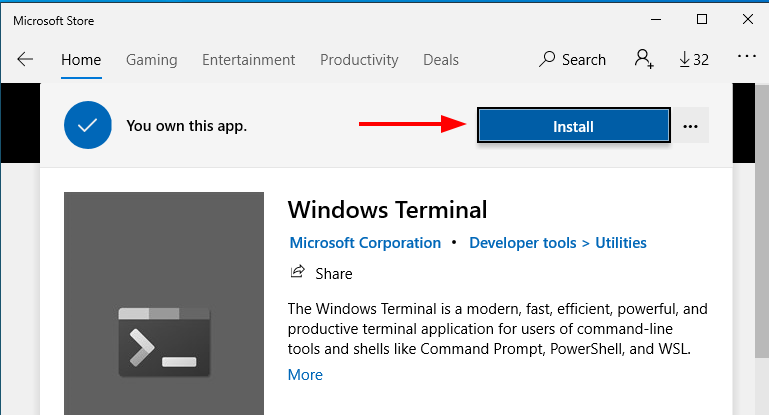 Microsoft Store
Home Gaming Entertainment Productivity Deals Search 32
You own this app. Install
Windows Terminal
Microsoft Corporation • Developer tools > Utilities
Share
The Windows Terminal is a modern, fast, efficient, powerful, and
productive terminal application for users of command-line
tools and shells like Command Prompt, PowerShell, and WSL.
More